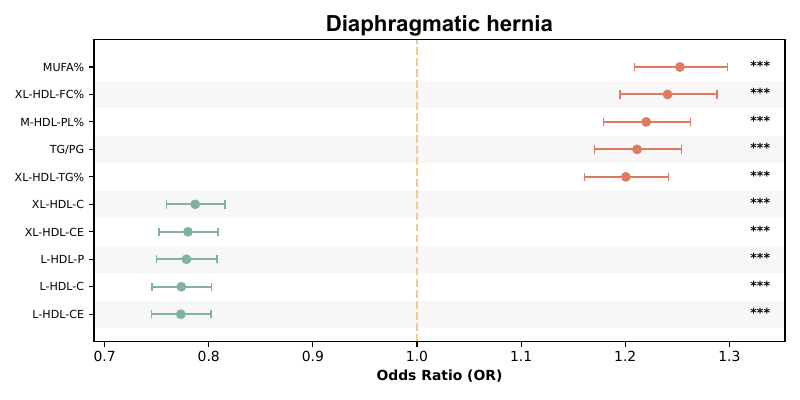 Diaphragmatic hernia
MUFA% ***
XL-HDL-FC% ***
M-HDL-PL% ***
TG/PG ***
XL-HDL-TG% ***
XL-HDL-C ***
XL-HDL-CE ***
L-HDL-P ***
L-HDL-C ***
L-HDL-CE ***
0.7 0.8 0.9 1.0 1.1 1.2 1.3
Odds Ratio (OR)